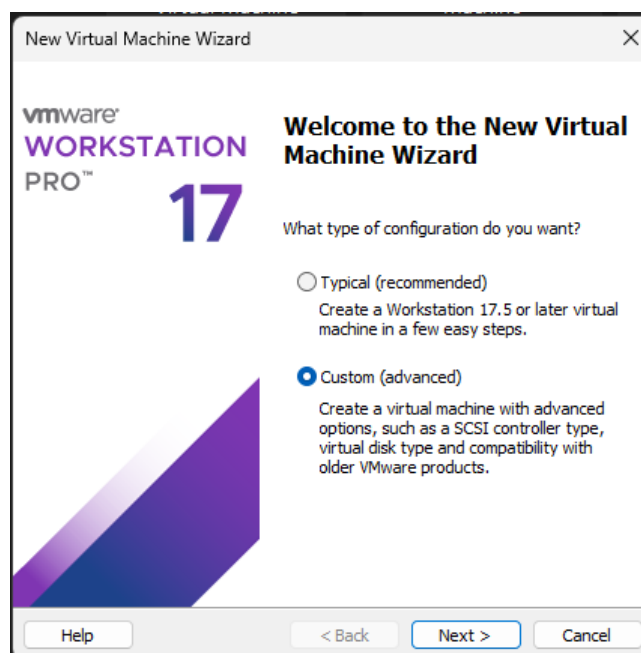 New Virtual Machine Wizard
vmware®
WORKSTATION
PRO™
17
Welcome to the New Virtual
Machine Wizard
What type of configuration do you want?
Typical (recommended)
Create a Workstation 17.5 or later virtual
machine in a few easy steps.
Custom (advanced)
Create a virtual machine with advanced
options, such as a SCSI controller type,
virtual disk type and compatibility with
older VMware products.
Help
< Back
Next >
Cancel